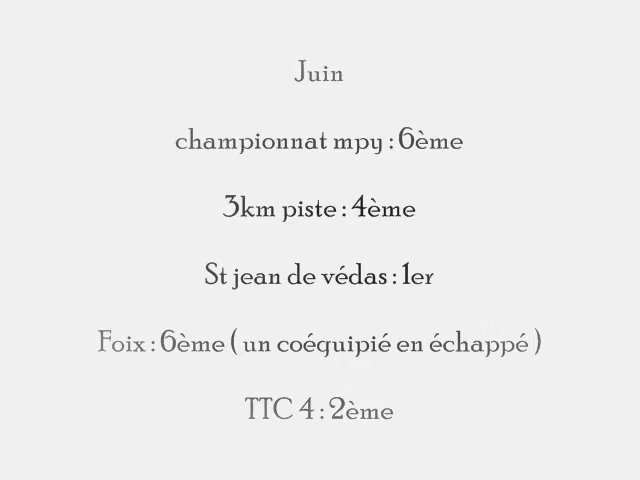 Juin
championnat mpy : 6ème
3km piste : 4ème
St jean de védas : 1er
Foix : 6ème ( un coéquipié en échappé )
TTC 4 : 2ème